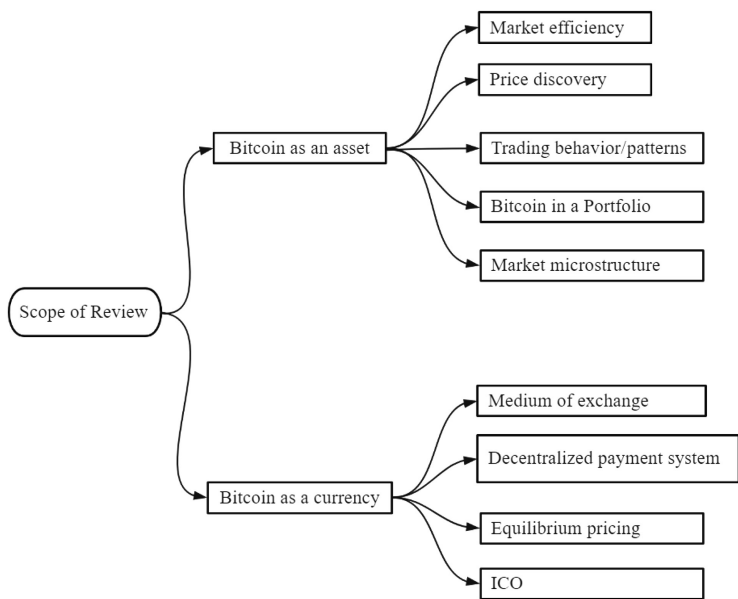 Market efficiency
Price discovery
Bitcoin as an asset
Trading behavior/patterns
Bitcoin in a Portfolio
Market microstructure
Scope of Review
Medium of exchange
Decentralized payment system
Bitcoin as a currency
Equilibrium pricing
ICO